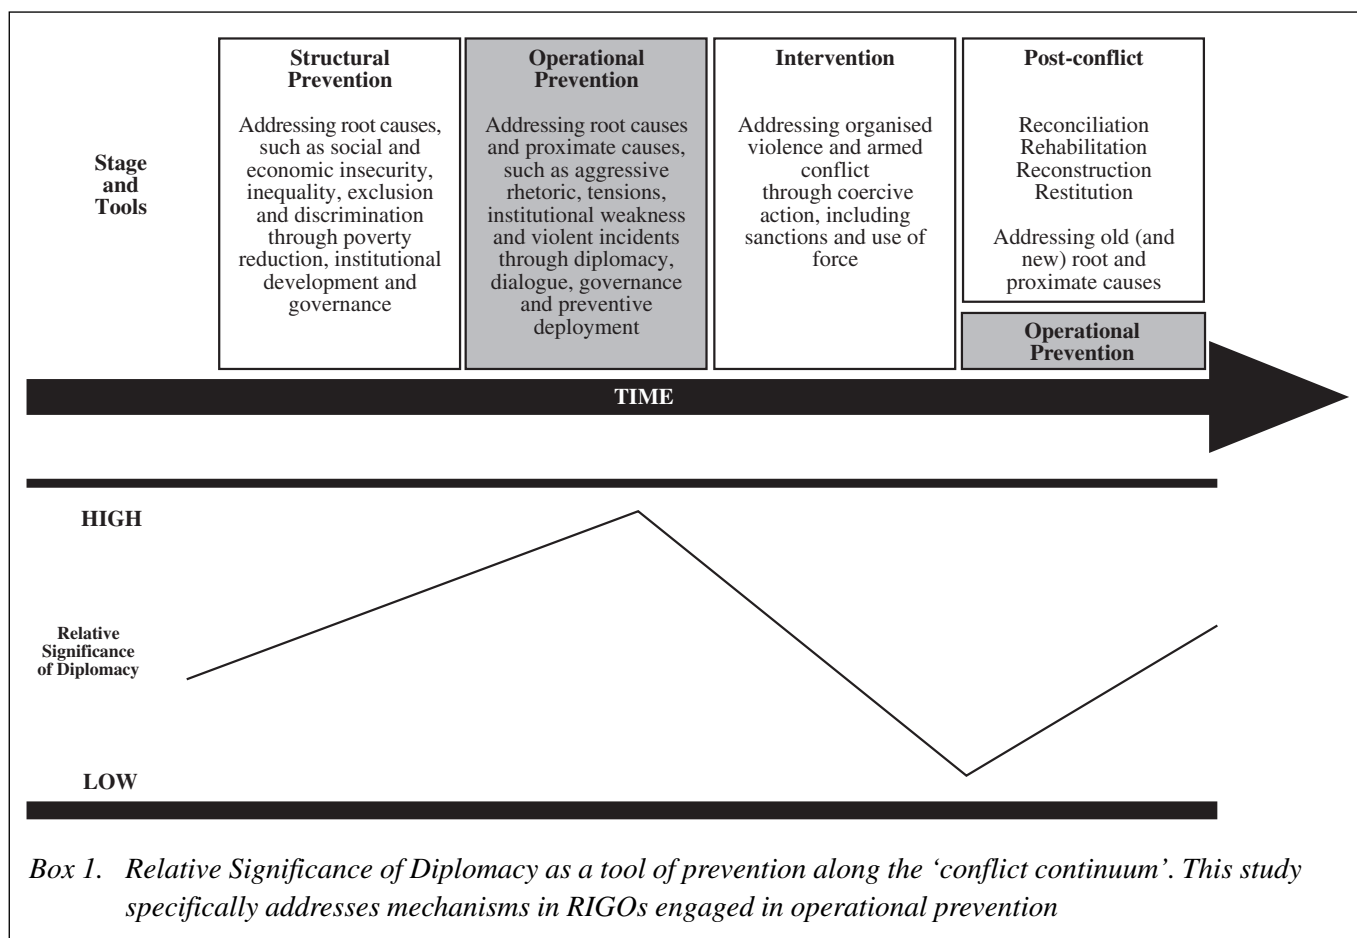 Stage
and
Tools
Structural
Prevention
Addressing root causes,
such as social and
economic insecurity,
inequality, exclusion
and discrimination
through poverty
reduction, institutional
development and
governance
Operational
Prevention
Addressing root causes
and proximate causes,
such as aggressive
rhetoric, tensions,
institutional weakness
and violent incidents
through diplomacy,
dialogue, governance
and preventive
deployment
Intervention
Addressing organised
violence and armed
conflict
through coercive
action, including
sanctions and use of
force
Post-conflict
Reconciliation
Rehabilitation
Reconstruction
Restitution
Addressing old (and
new) root and
proximate causes
Operational
Prevention
TIME
HIGH
Relative
Significance
of Diplomacy
LOW
Box 1. Relative Significance of Diplomacy as a tool of prevention along the ‘conflict continuum’. This study
specifically addresses mechanisms in RIGOs engaged in operational prevention